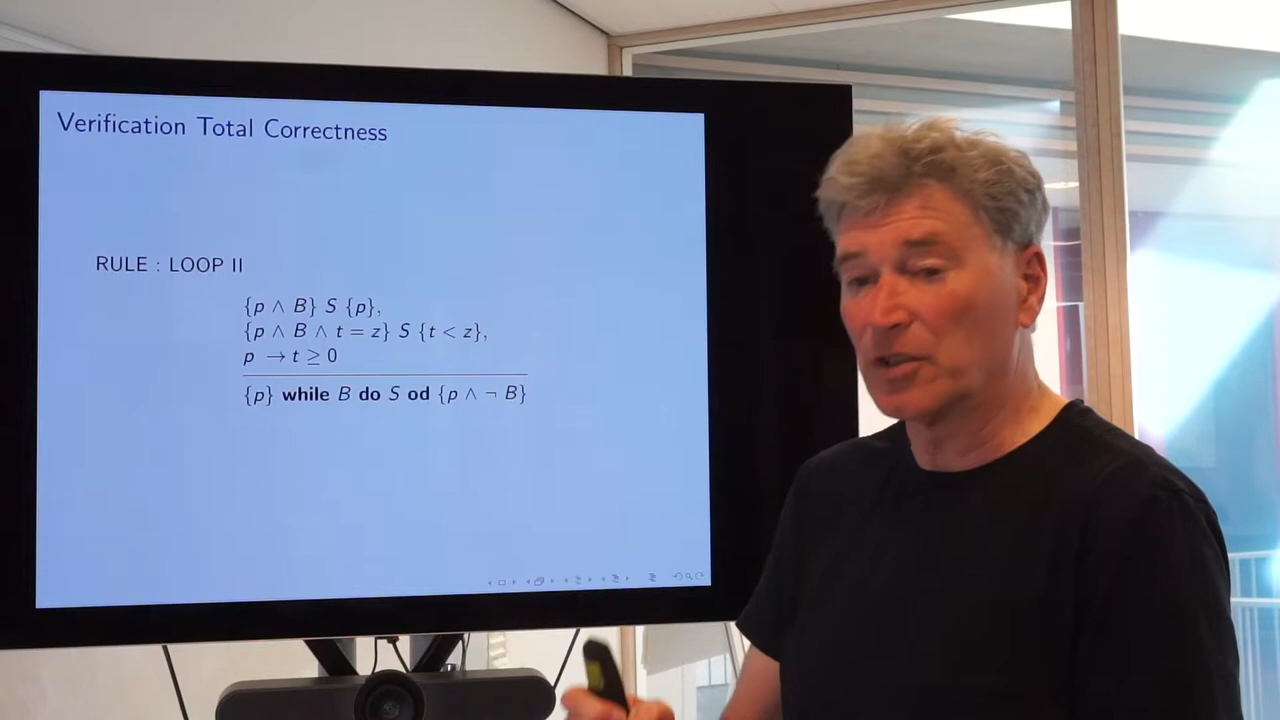 Verification Total Correctness
RULE : LOOP II
{p ∧ B} S {p},
{p ∧ B ∧ t = z} S {t < z},
p → t ≥ 0
{p} while B do S od {p ∧ ¬ B}